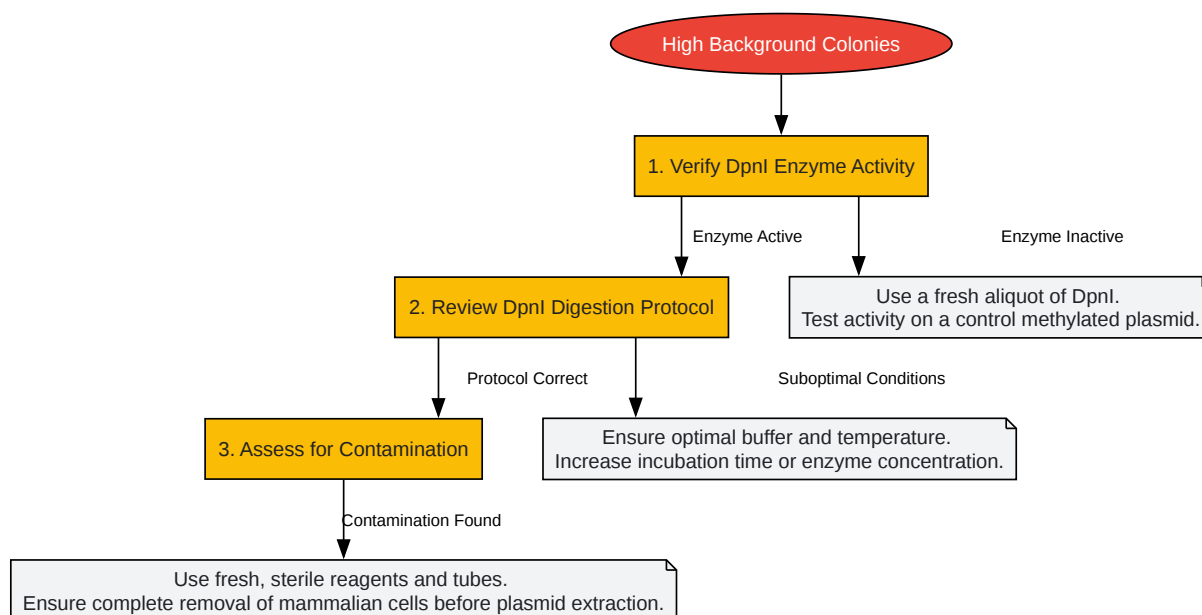 High Background Colonies
1. Verify DpnI Enzyme Activity
Enzyme Active
Enzyme Inactive
2. Review DpnI Digestion Protocol
Use a fresh aliquot of DpnI.
Test activity on a control methylated plasmid.
Protocol Correct
Suboptimal Conditions
3. Assess for Contamination
Ensure optimal buffer and temperature.
Increase incubation time or enzyme concentration.
Contamination Found
Use fresh, sterile reagents and tubes.
Ensure complete removal of mammalian cells before plasmid extraction.